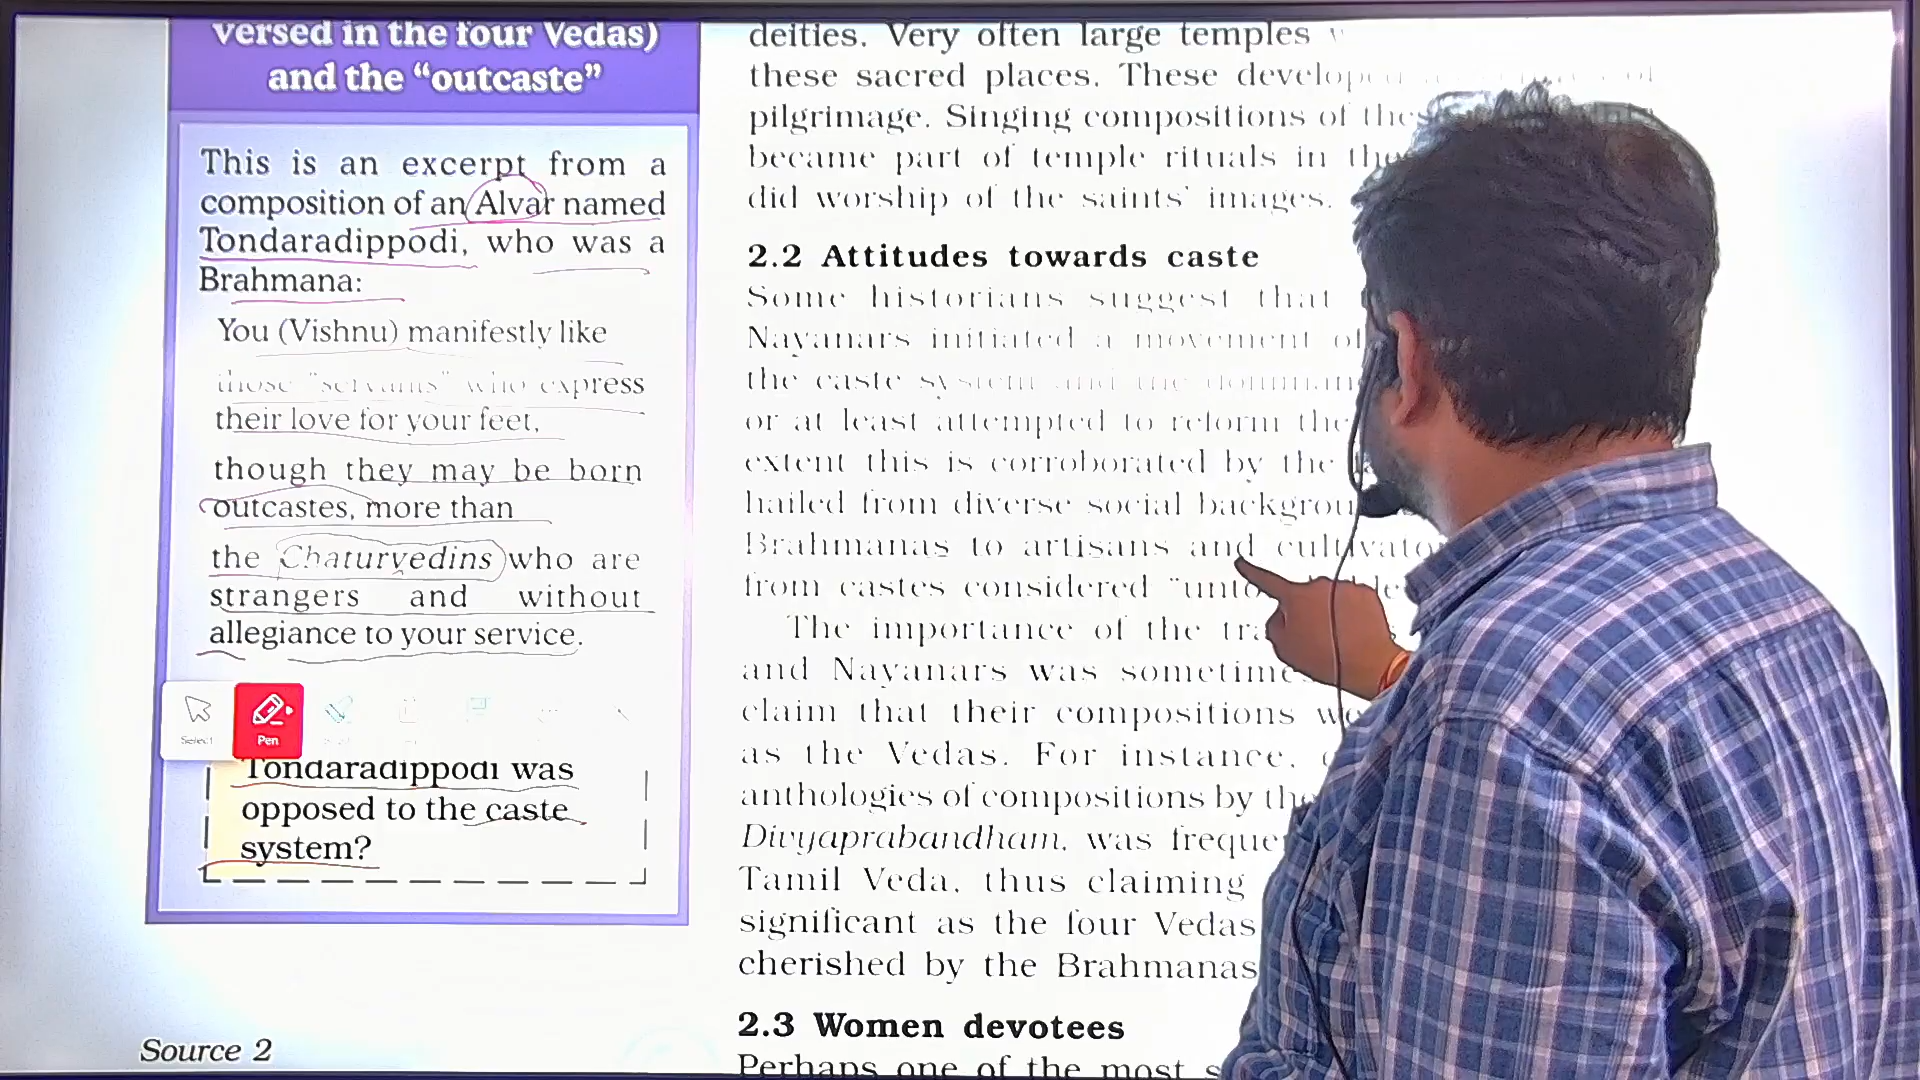 versed in the four Vedas)
and the “outcaste”
This is an excerpt from a
composition of an Alvar named
Tondaradippodi, who was a
Brahmana:
You (Vishnu) manifestly like
those "servants" who express
their love for your feet,
though they may be born
outcastes, more than
the Chaturvedins who are
strangers and without
allegiance to your service.
Select
Pen
Tondaradippodi was
opposed to the caste
system?
Source 2
deities. Very often large temples
these sacred places. These
pilgrimage. Singing compositions of
became part of temple rituals in
did worship of the saints’ images.
2.2 Attitudes towards caste
Some historians suggest that
Nayanars initiated a movement of
the caste system and the
or at least attempted to reform the
extent this is corroborated by the
hailed from diverse social
Brahmanas to artisans and
from castes considered
The importance of the
and Nayanars was
claim that their compositions
as the Vedas. For instance,
anthologies of compositions by
Divyaprabandham, was
Tamil Veda, thus claiming
significant as the four Vedas
cherished by the Brahmanas
2.3 Women devotees
Perhaps one of the most